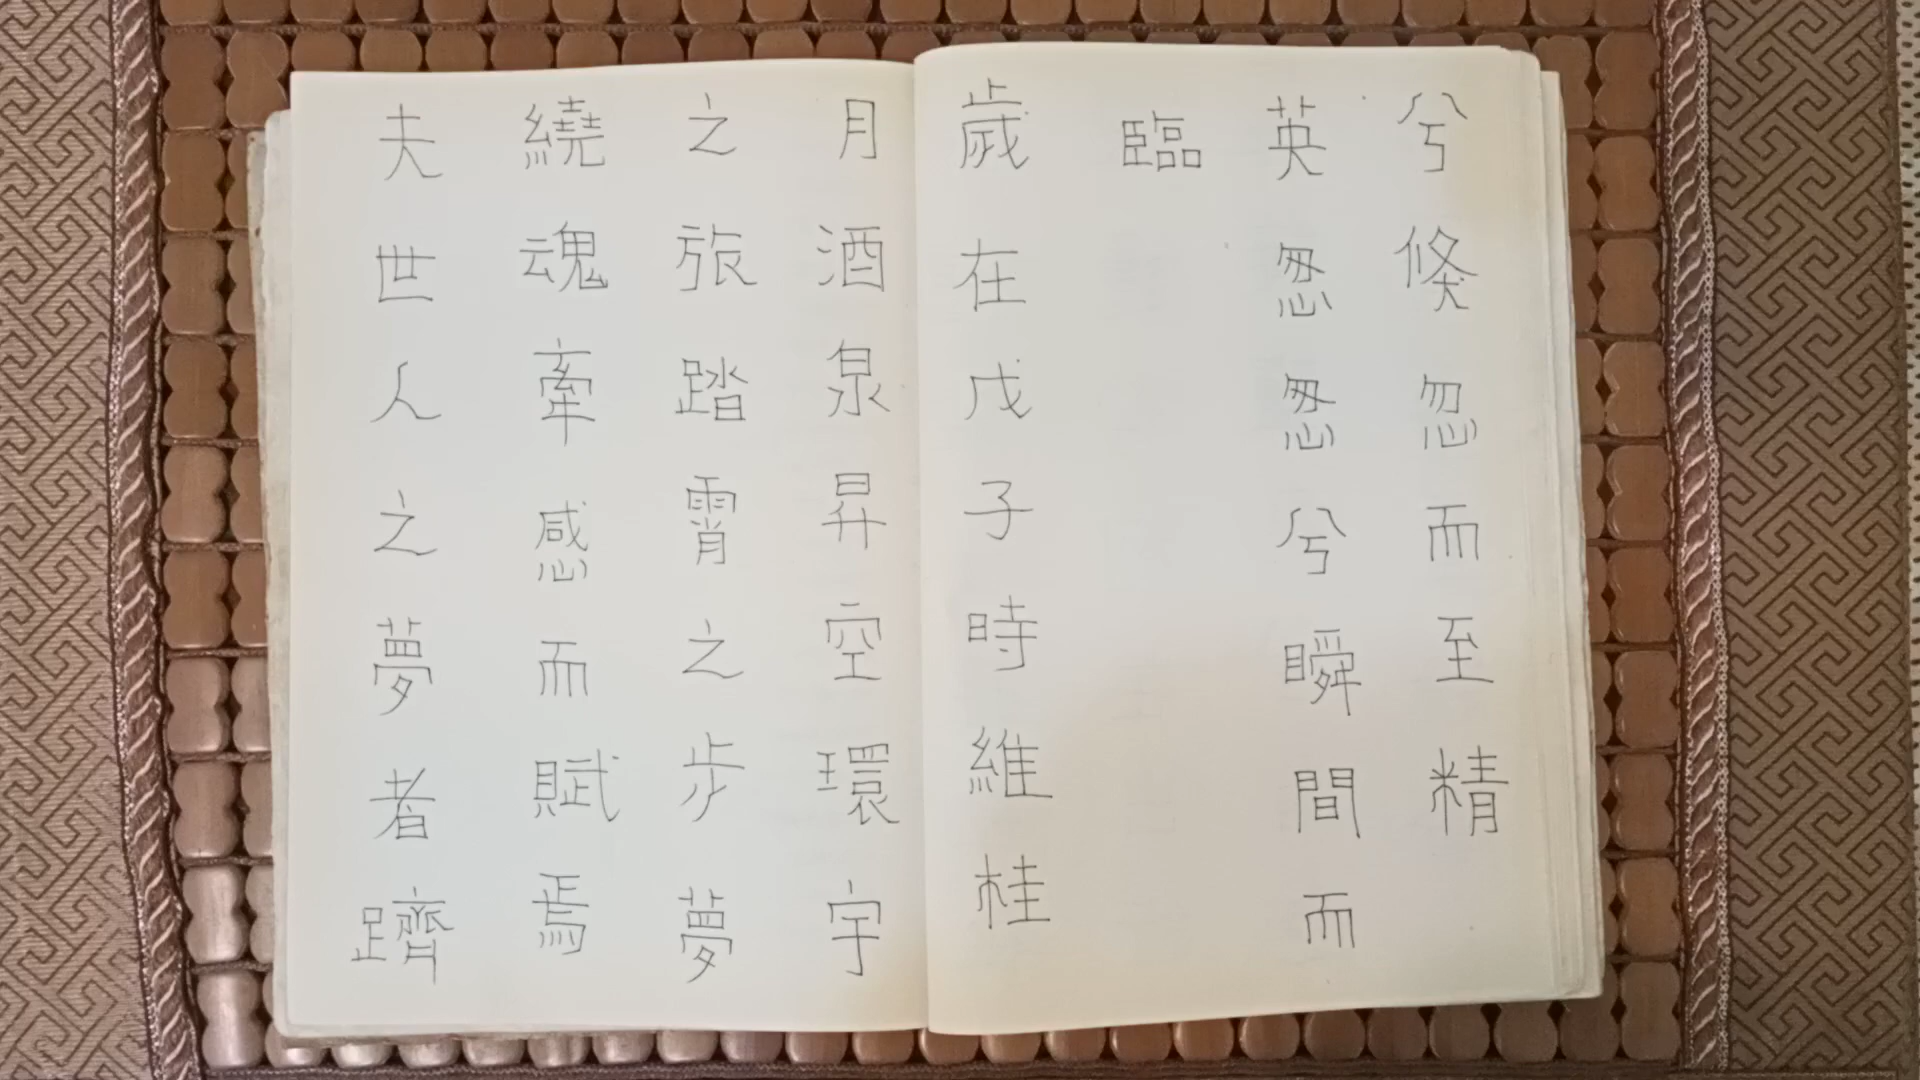 兮倏忽而至精
英怱怱兮瞬間而
臨
歲在戊子時維桂
月酒泉昇空環宇
之旅踏霄之步夢
繞魂牽感而賦焉
夫世人之夢者躋